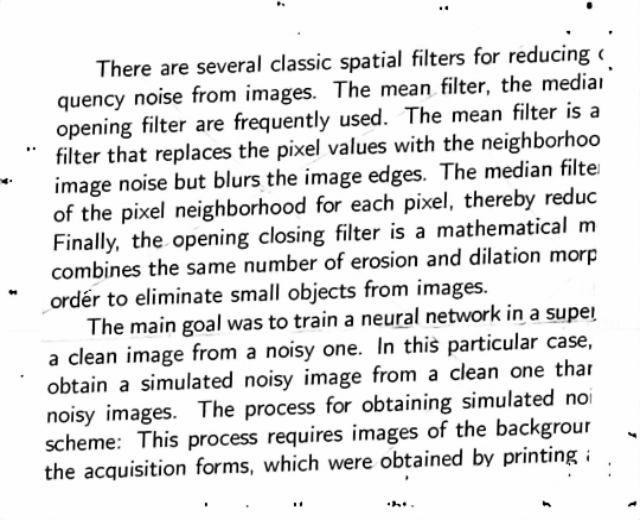 There are several classic spatial filters for reducing
quency noise from images. The mean filter, the media
opening filter are frequently used. The mean filter is a
filter that replaces the pixel values with the neighborhoo
image noise but blurs the image edges. The median filte
of the pixel neighborhood for each pixel, thereby reduc
Finally, the opening closing filter is a mathematical m
combines the same number of erosion and dilation morp
order to eliminate small objects from images.
The main goal was to train a neural network in a super
a clean image from a noisy one. In this particular case,
obtain a simulated noisy image from a clean one than
noisy images. The process for obtaining simulated noi
scheme: This process requires images of the backgroun
the acquisition forms, which were obtained by printing